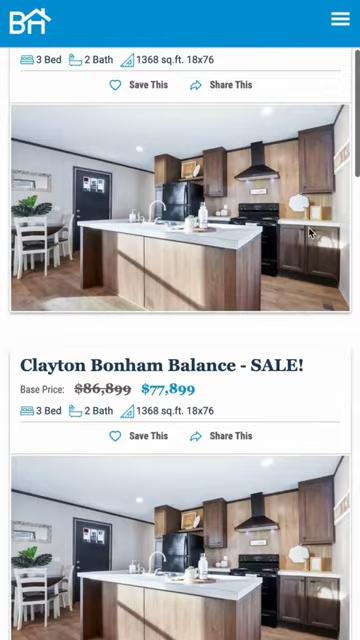 BH
3 Bed 2 Bath 1368 sq.ft. 18x76
Save This Share This
Clayton Bonham Balance - SALE!
Base Price: $86,899 $77,899
3 Bed 2 Bath 1368 sq.ft. 18x76
Save This Share This